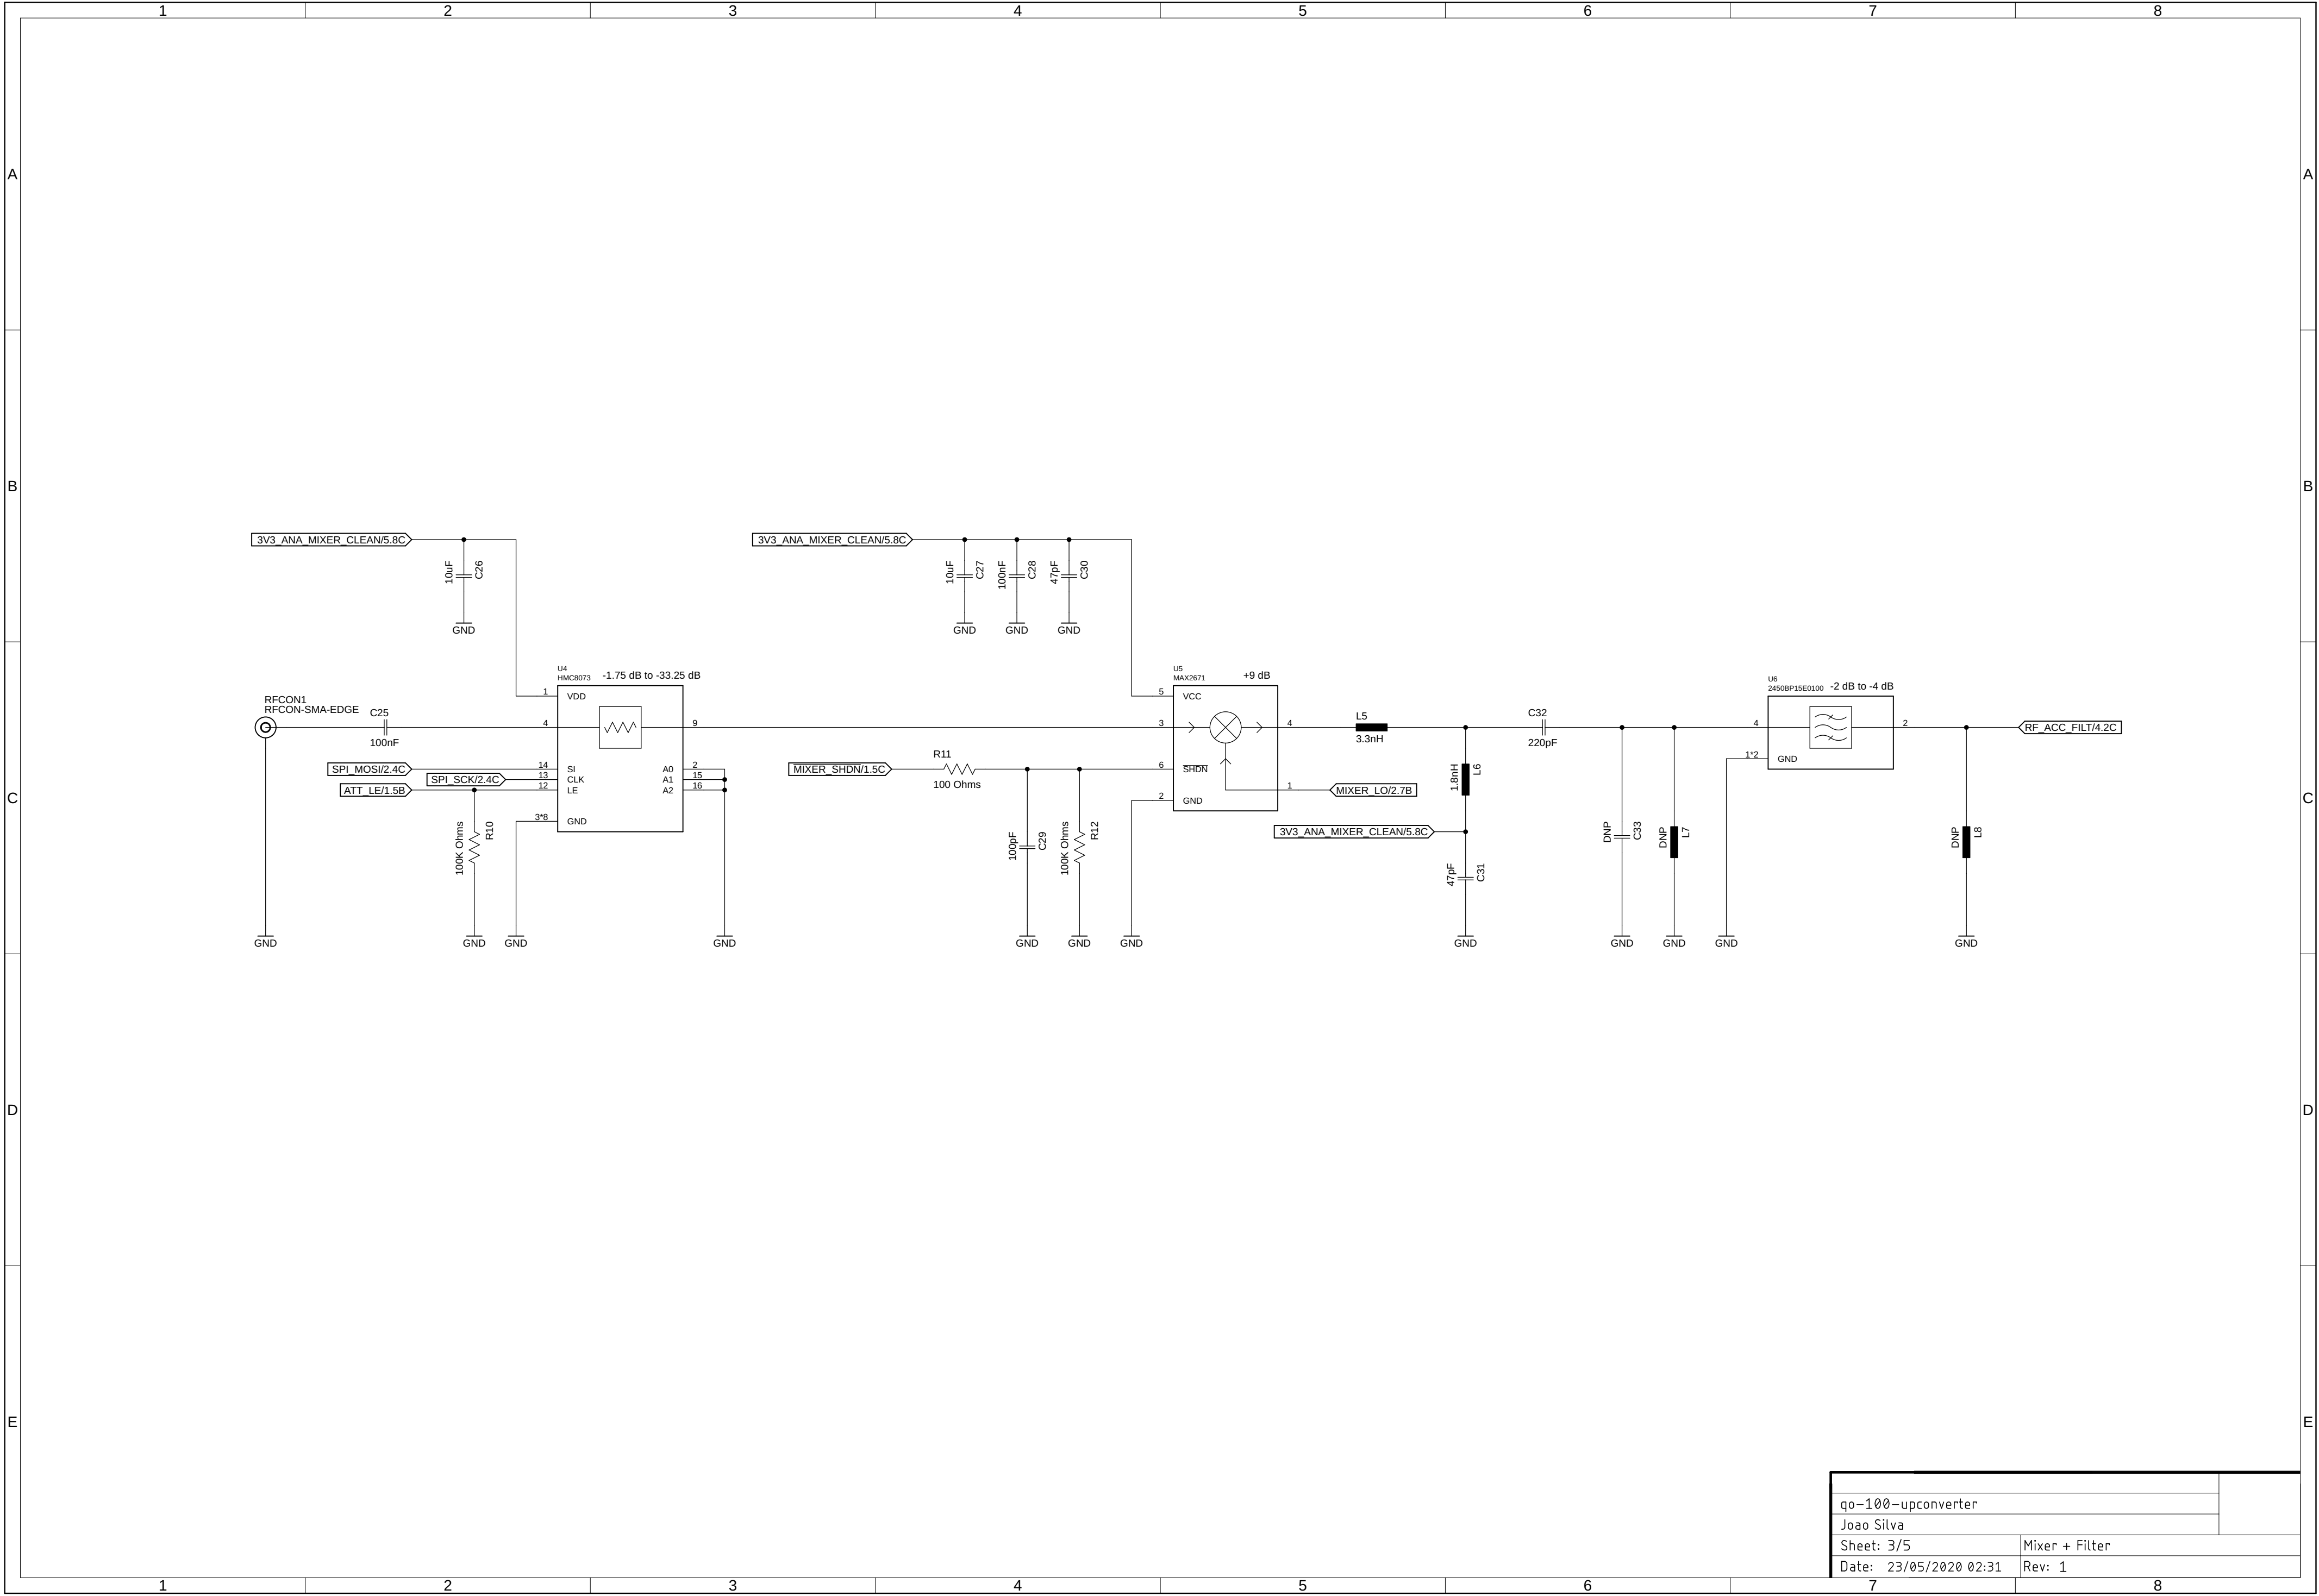 1 2 3 4 5 6 7 8
A A
B B
3V3_ANA_MIXER_CLEAN/5.8C
10uF C26
GND
3V3_ANA_MIXER_CLEAN/5.8C
10uF C27
100nF C28
47pF C30
GND GND GND
RFCON1
RFCON-SMA-EDGE
C25
100nF
GND
U4
HMC8073 -1.75 dB to -33.25 dB
1 VDD
4 9
14 SI A0 2
13 CLK A1 15
12 LE A2 16
3*8 GND
SPI_MOSI/2.4C
SPI_SCK/2.4C
ATT_LE/1.5B
100K Ohms R10
GND GND GND
MIXER_SHDN/1.5C
R11
100 Ohms
100pF C29
100K Ohms R12
GND GND GND
U5
MAX2671 +9 dB
5 VCC
3 4
6 SHDN
1
2 GND
MIXER_LO/2.7B
L5
3.3nH
1.8nH L6
3V3_ANA_MIXER_CLEAN/5.8C
47pF C31
GND
C32
220pF
DNP C33
DNP L7
GND GND GND
U6
2450BP15E0100 -2 dB to -4 dB
4 2
1*2 GND
DNP L8
GND
RF_ACC_FILT/4.2C
C C
D D
E E
qo-100-upconverter
Joao Silva
Sheet: 3/5 Mixer + Filter
Date: 23/05/2020 02:31 Rev: 1
1 2 3 4 5 6 7 8